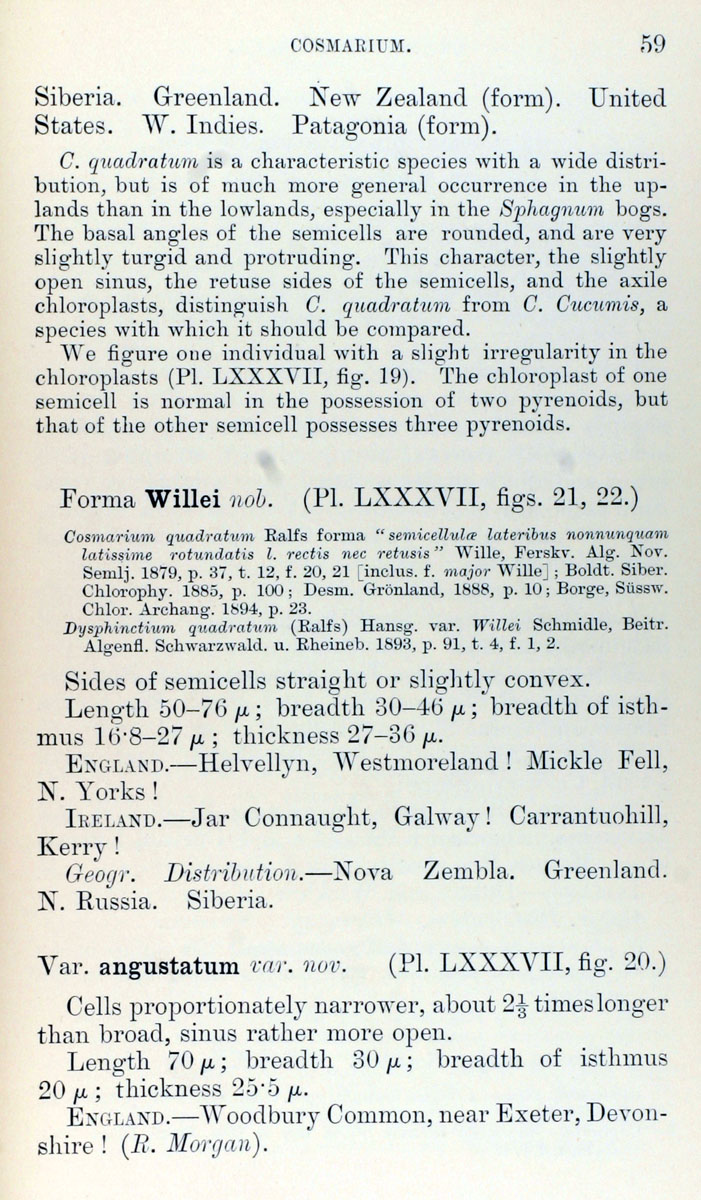 COSMARIUM. 59
Siberia. Greenland. New Zealand (form). United
States. W. Indies. Patagonia (form).
C. quadratum is a characteristic species with a wide distri-
bution, but is of much more general occurrence in the up-
lands than in the lowlands, especially in the Sphagnum bogs.
The basal angles of the semicells are rounded, and are very
slightly turgid and protruding. This character, the slightly
open sinus, the retuse sides of the semicells, and the axile
chloroplasts, distinguish C. quadratum from C. Cucumis, a
species with which it should be compared.
We figure one individual with a slight irregularity in the
chloroplasts (Pl. LXXXVII, fig. 19). The chloroplast of one
semicell is normal in the possession of two pyrenoids, but
that of the other semicell possesses three pyrenoids.
Forma Willei nob. (Pl. LXXXVII, figs. 21, 22.)
Cosmarium quadratum Ralfs forma “semicellulæ lateribus nonnunquam
latissime rotundatis l. rectis nec retusis” Wille, Ferskv. Alg. Nov.
Semlj. 1879, p. 37, t. 12, f. 20, 21 [inclus. f. major Wille]; Boldt. Siber.
Chlorophy. 1885, p. 100; Desm. Grönland, 1888, p. 10; Borge, Süssw.
Chlor. Archang. 1894, p. 23.
Dysphinctium quadratum (Ralfs) Hansg. var. Willei Schmidle, Beitr.
Algenfl. Schwarzwald. u. Rheineb. 1893, p. 91, t. 4, f. 1, 2.
Sides of semicells straight or slightly convex.
Length 50–76 μ; breadth 30–46 μ; breadth of isth-
mus 16·8–27 μ; thickness 27–36 μ.
ENGLAND.—Helvellyn, Westmoreland! Mickle Fell,
N. Yorks!
IRELAND.—Jar Connaught, Galway! Carrantuohill,
Kerry!
Geogr. Distribution.—Nova Zembla. Greenland.
N. Russia. Siberia.
Var. angustatum var. nov. (Pl. LXXXVII, fig. 20.)
Cells proportionately narrower, about 2⅓ times longer
than broad, sinus rather more open.
Length 70 μ; breadth 30 μ; breadth of isthmus
20 μ; thickness 25·5 μ.
ENGLAND.—Woodbury Common, near Exeter, Devon-
shire! (R. Morgan).